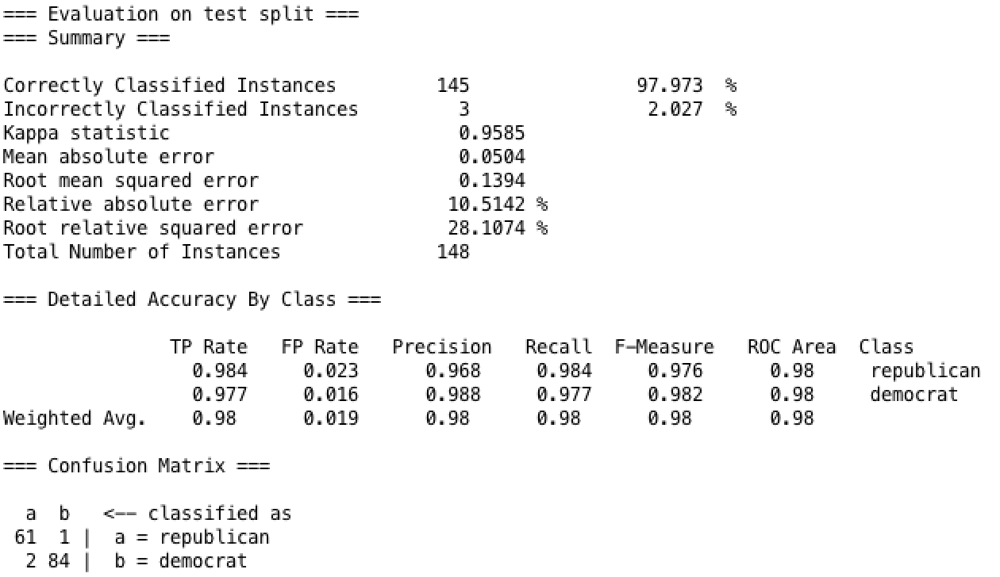 === Evaluation on test split ===
=== Summary ===
Correctly Classified Instances 145 97.973 %
Incorrectly Classified Instances 3 2.027 %
Kappa statistic 0.9585
Mean absolute error 0.0504
Root mean squared error 0.1394
Relative absolute error 10.5142 %
Root relative squared error 28.1074 %
Total Number of Instances 148
=== Detailed Accuracy By Class ===
TP Rate FP Rate Precision Recall F-Measure ROC Area Class
0.984 0.023 0.968 0.984 0.976 0.98 republican
0.977 0.016 0.988 0.977 0.982 0.98 democrat
Weighted Avg. 0.98 0.019 0.98 0.98 0.98 0.98
=== Confusion Matrix ===
a b <-- classified as
61 1 | a = republican
2 84 | b = democrat